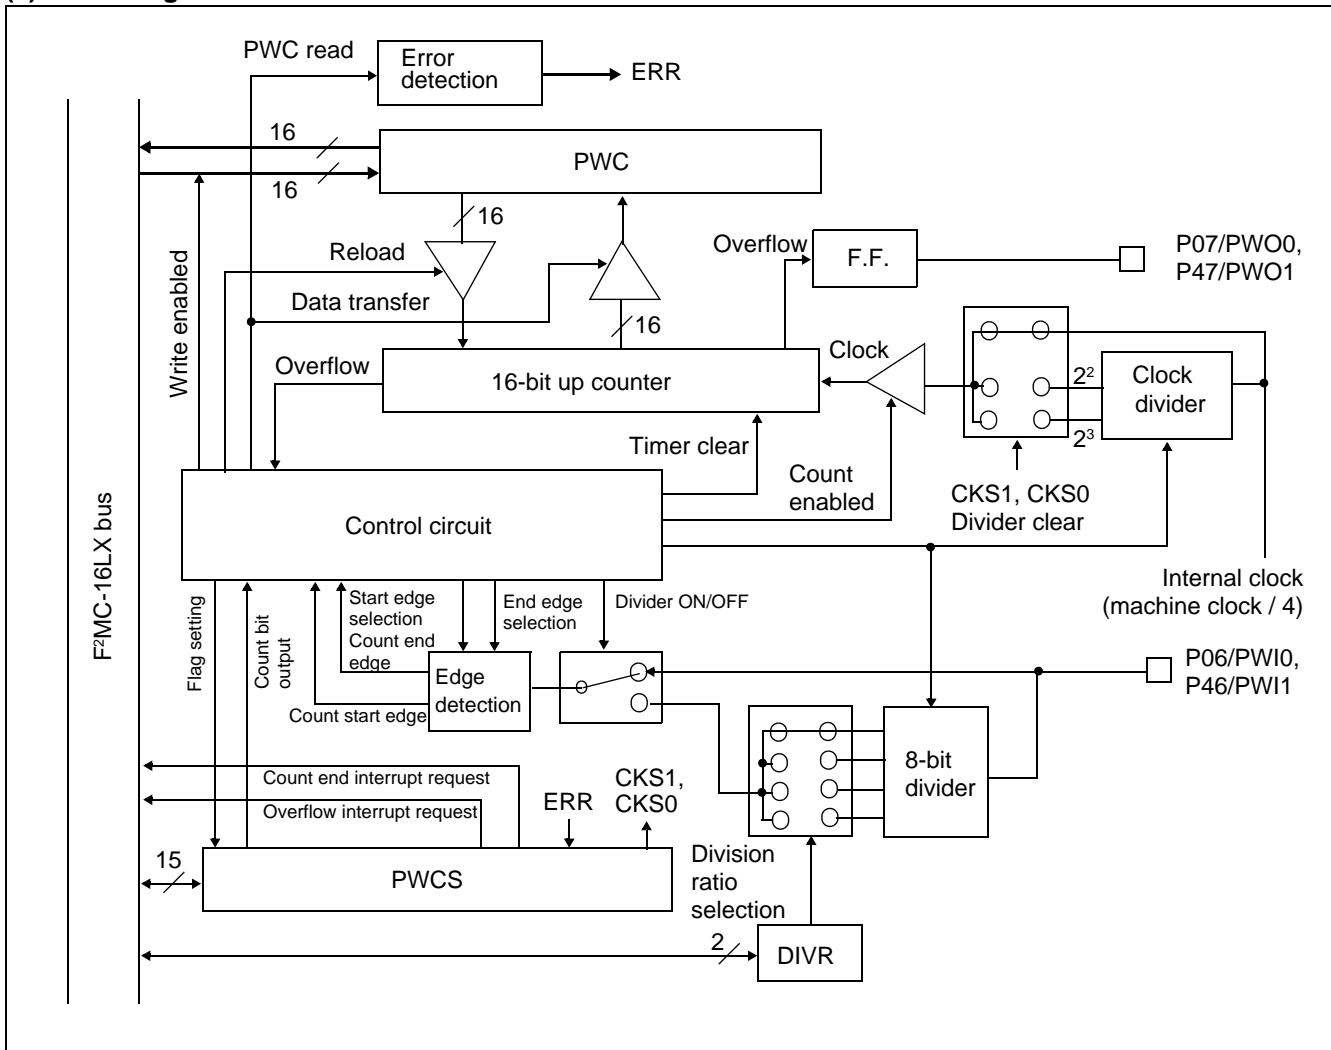 PWC read
Error
detection
ERR
16
PWC
16
16
Reload
Overflow
F.F.
P07/PWO0,
P47/PWO1
Write enabled
Data transfer
16
Clock
Overflow
16-bit up counter
2²
Clock
divider
2³
Timer clear
Count
enabled
CKS1, CKS0
Divider clear
Control circuit
F²MC-16LX bus
Internal clock
(machine clock / 4)
Flag setting
Count bit
output
Start edge
selection
Count end
edge
End edge
selection
Divider ON/OFF
P06/PWI0,
P46/PWI1
Edge
detection
Count start edge
8-bit
divider
Count end interrupt request
Overflow interrupt request
ERR
CKS1,
CKS0
15
PWCS
Division
ratio
selection
2
DIVR